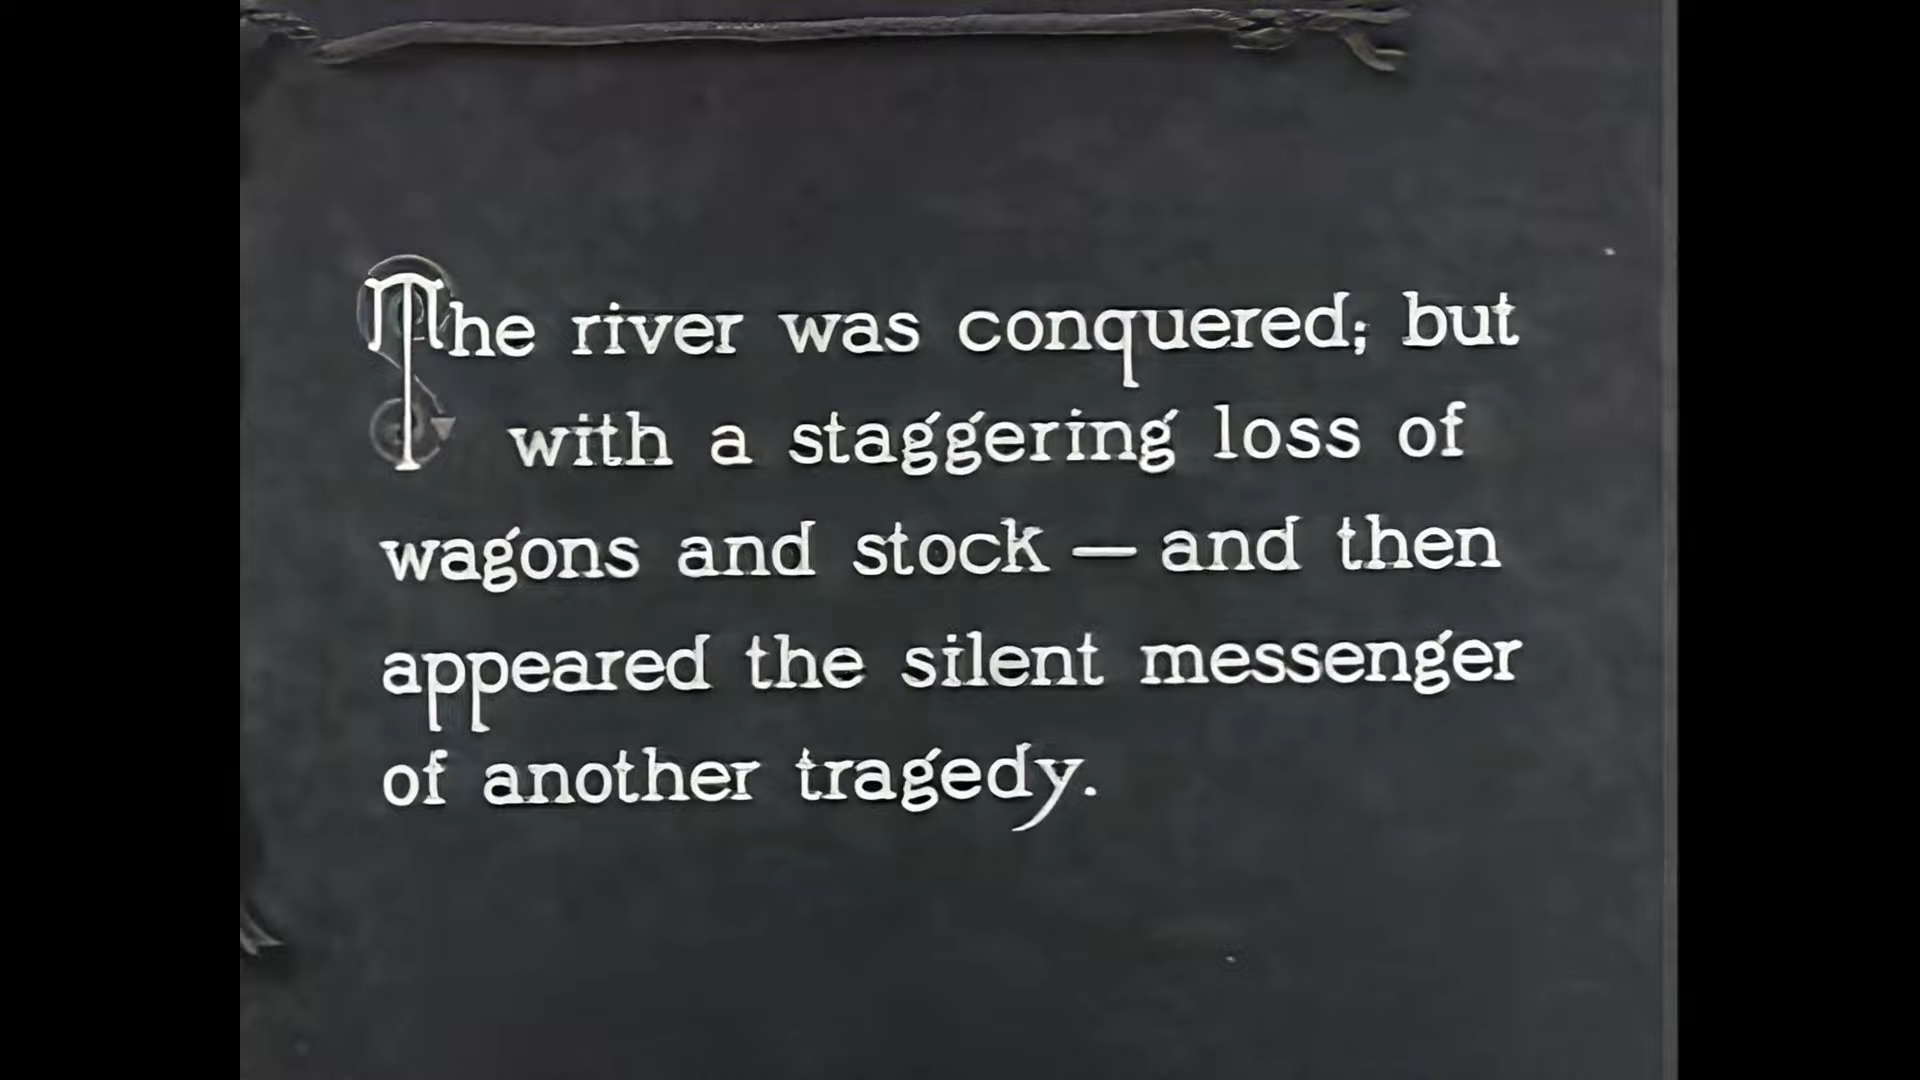 The river was conquered; but
with a staggering loss of
wagons and stock — and then
appeared the silent messenger
of another tragedy.